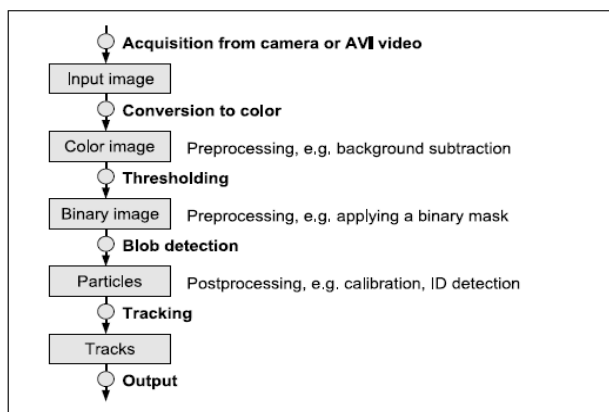 Acquisition from camera or AVI video
Input image
Conversion to color
Color image Preprocessing, e.g. background subtraction
Thresholding
Binary image Preprocessing, e.g. applying a binary mask
Blob detection
Particles Postprocessing, e.g. calibration, ID detection
Tracking
Tracks
Output